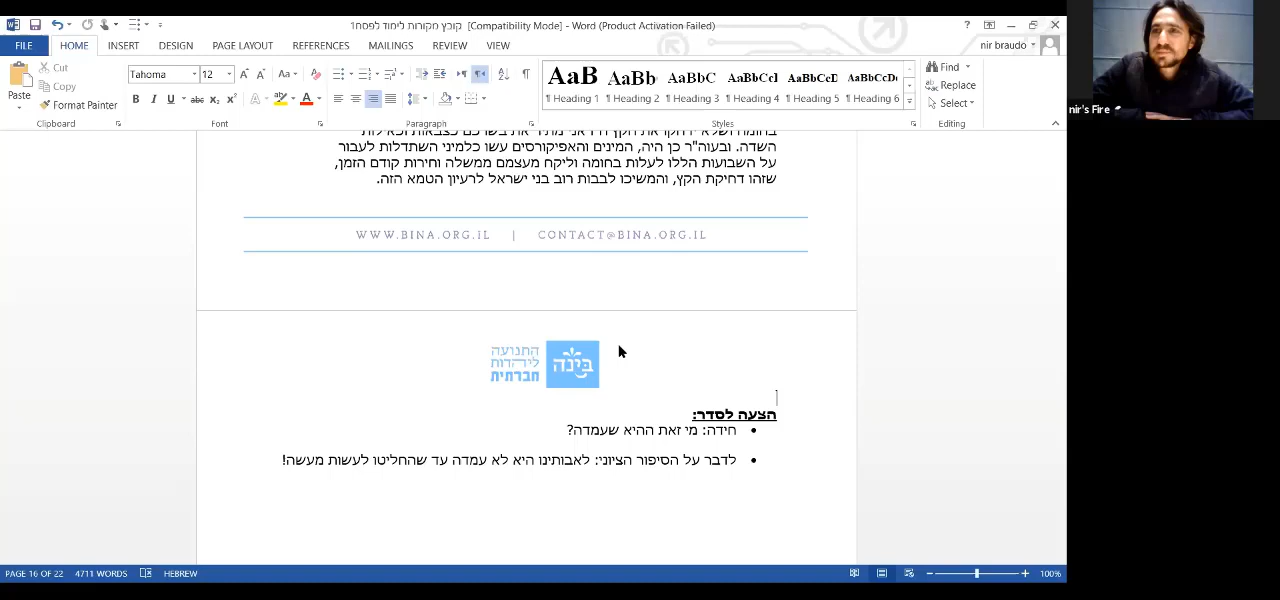 קובץ מקורות לימוד לפסח1 [Compatibility Mode] - Word (Product Activation Failed)
FILE HOME INSERT DESIGN PAGE LAYOUT REFERENCES MAILINGS REVIEW VIEW
nir braudo
Paste
Cut
Copy
Format Painter
Clipboard
Tahoma 12
Font
Paragraph
AaB AaBb AaBbC AaBbCcl AaBbCcD AaBbCcDc
¶ Heading 1 ¶ Heading 2 ¶ Heading 3 ¶ Heading 4 ¶ Heading 5 ¶ Heading 6
Styles
Find
Replace
Select
Editing
nir's Fire
השדה. ובעוה"ר כן היה, המינים והאפיקורסים עשו כלמיני השתדלות לעבור
על השבועות הללו לעלות בחומה וליקח מעצמם ממשלה וחירות קודם הזמן,
שזהו דחיקת הקץ, והמשיכו לבבות רוב בני ישראל לרעיון הטמא הזה.
WWW.BINA.ORG.IL | CONTACT@BINA.ORG.IL
בינה
התנועה
ליהדות
חברתית
הצעה לסדר:
• חידה: מי זאת ההיא שעמדה?
• לדבר על הסיפור הציוני: לאבותינו היא לא עמדה עד שהחליטו לעשות מעשה!
PAGE 16 OF 22 4711 WORDS HEBREW 100%